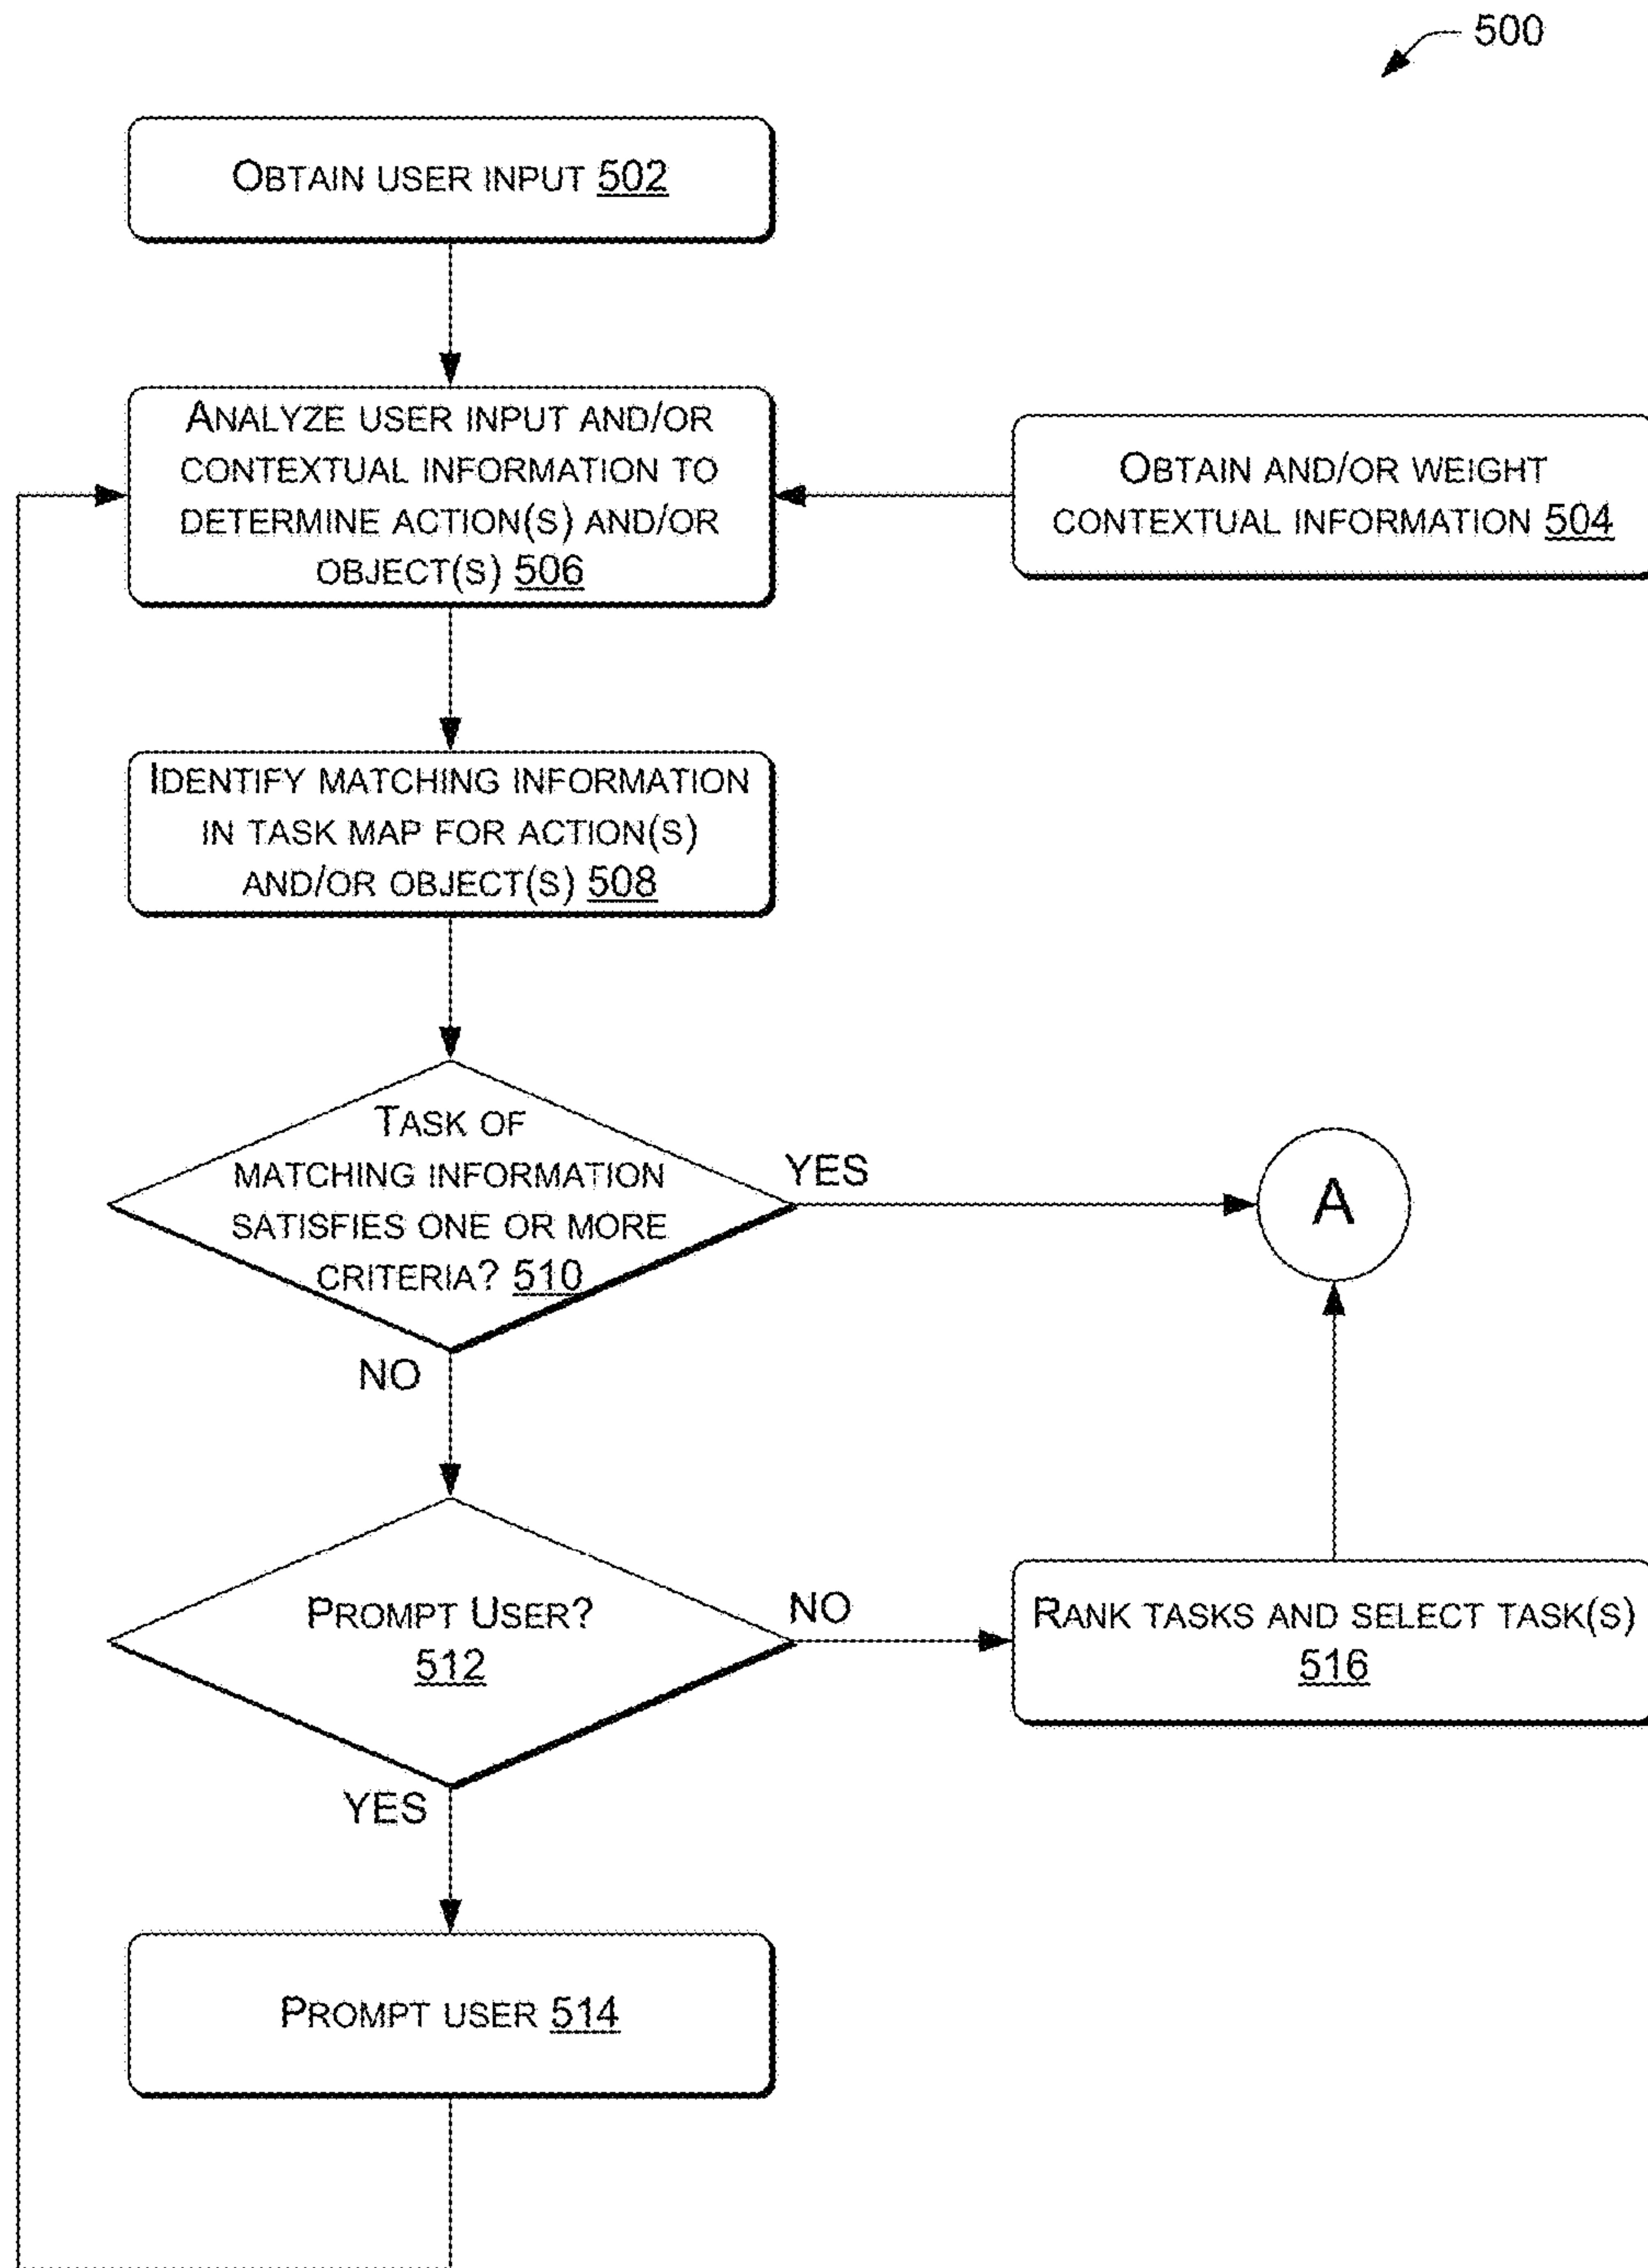 500
OBTAIN USER INPUT 502
ANALYZE USER INPUT AND/OR
CONTEXTUAL INFORMATION TO
DETERMINE ACTION(S) AND/OR
OBJECT(S) 506
OBTAIN AND/OR WEIGHT
CONTEXTUAL INFORMATION 504
IDENTIFY MATCHING INFORMATION
IN TASK MAP FOR ACTION(S)
AND/OR OBJECT(S) 508
TASK OF
MATCHING INFORMATION
SATISFIES ONE OR MORE
CRITERIA? 510
YES
A
NO
PROMPT USER?
512
NO
RANK TASKS AND SELECT TASK(S)
516
YES
PROMPT USER 514